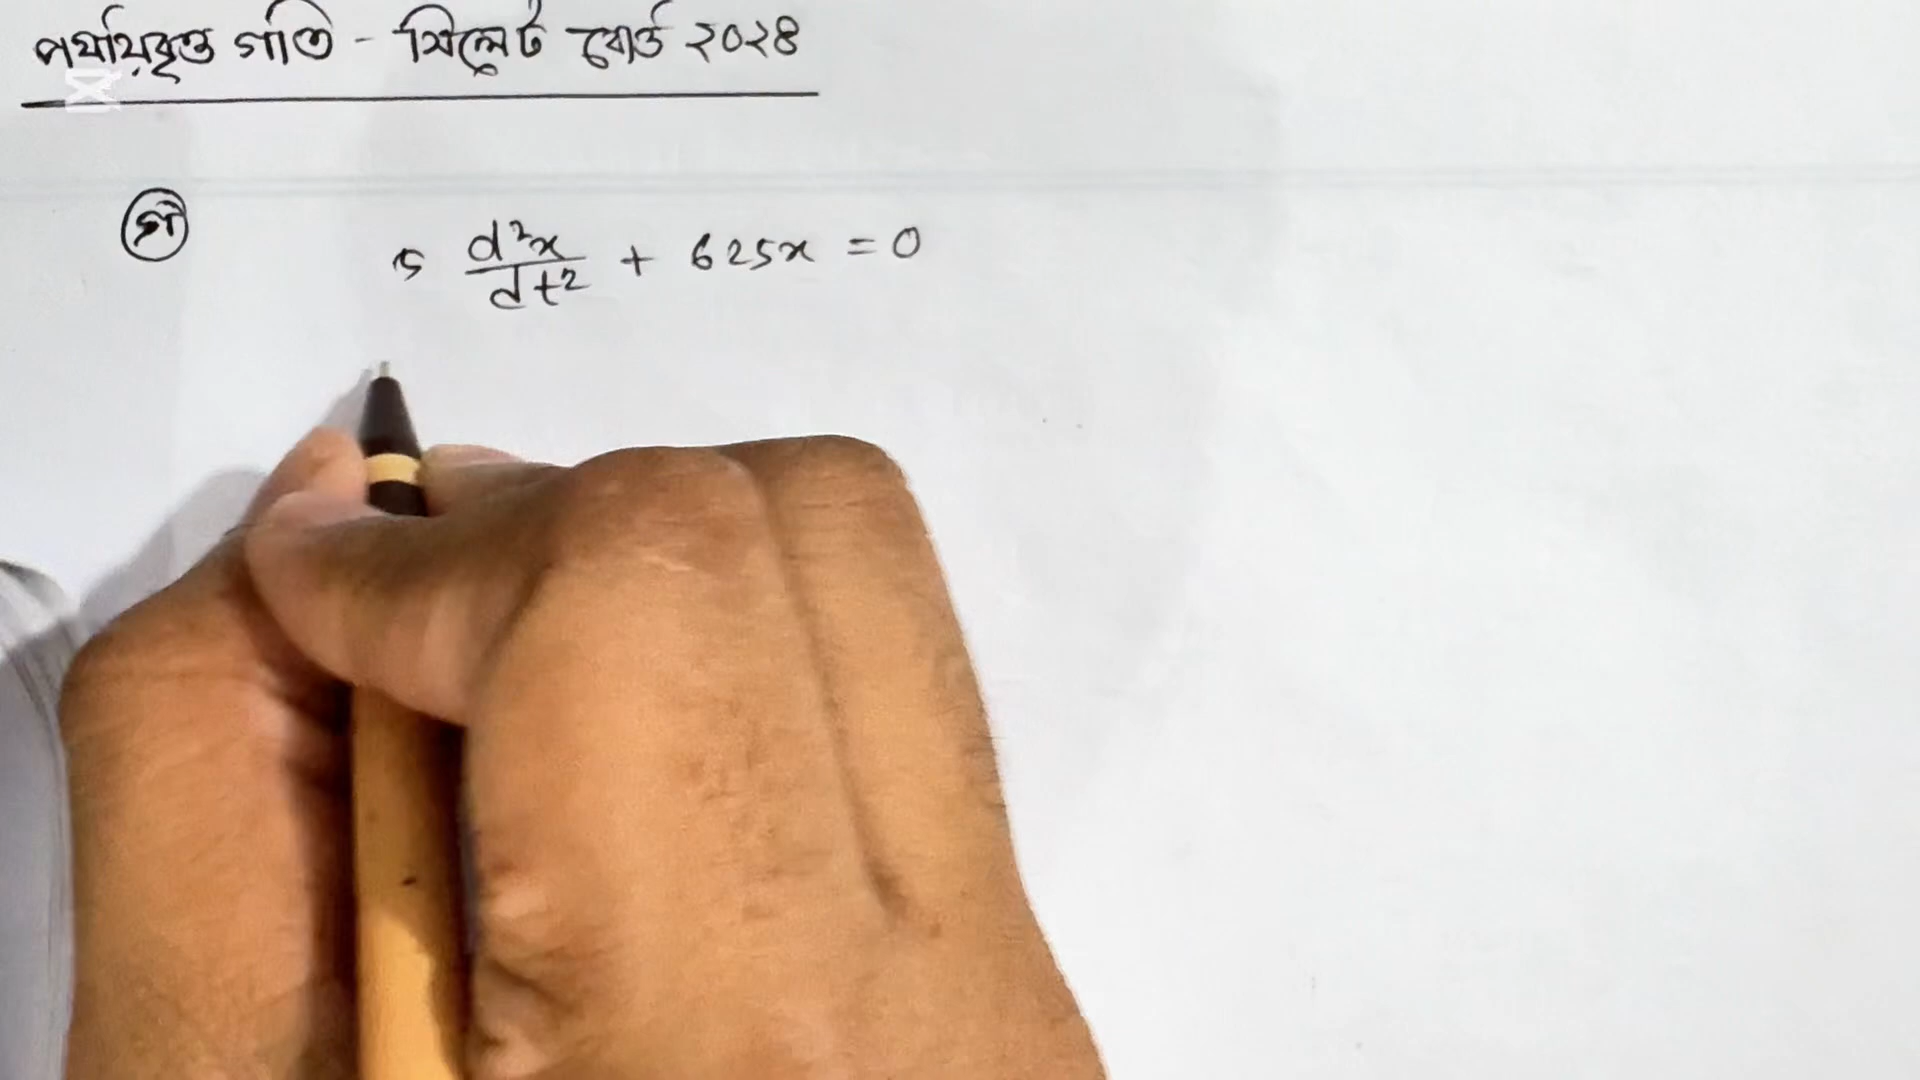 পর্যায়বৃত্ত গতি - সিলেট বোর্ড ২০২৪
গ
5 d²x/dt² + 625x = 0